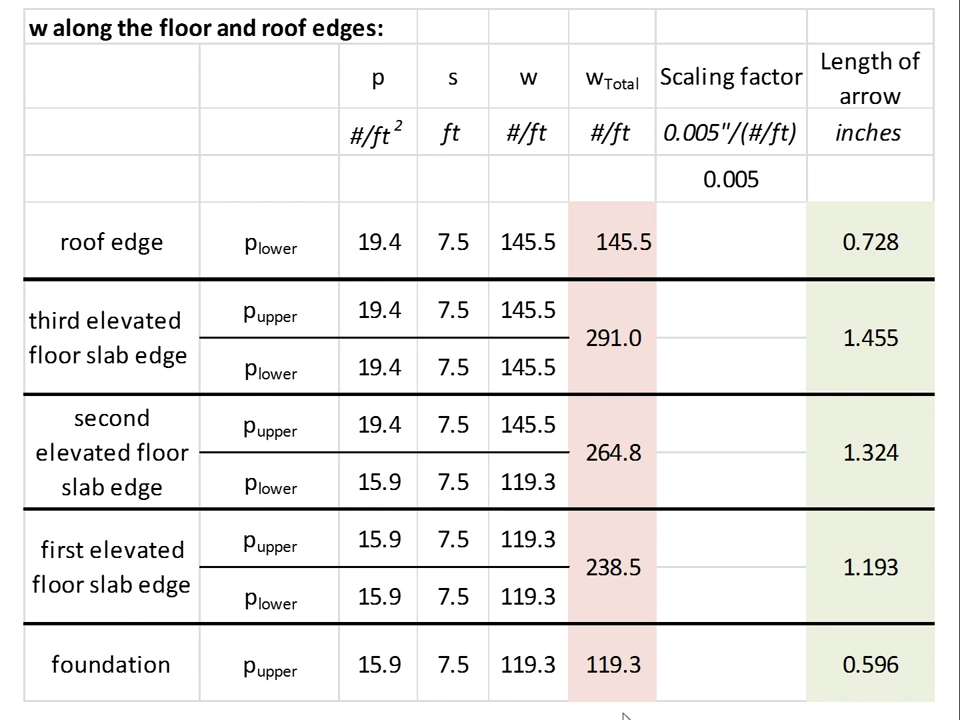 w along the floor and roof edges:
p s w wTotal Scaling factor Length of arrow
#/ft² ft #/ft #/ft 0.005"/(#/ft) inches
0.005
roof edge plower 19.4 7.5 145.5 145.5 0.728
third elevated floor slab edge pupper 19.4 7.5 145.5 291.0 1.455
plower 19.4 7.5 145.5
second elevated floor slab edge pupper 19.4 7.5 145.5 264.8 1.324
plower 15.9 7.5 119.3
first elevated floor slab edge pupper 15.9 7.5 119.3 238.5 1.193
plower 15.9 7.5 119.3
foundation pupper 15.9 7.5 119.3 119.3 0.596